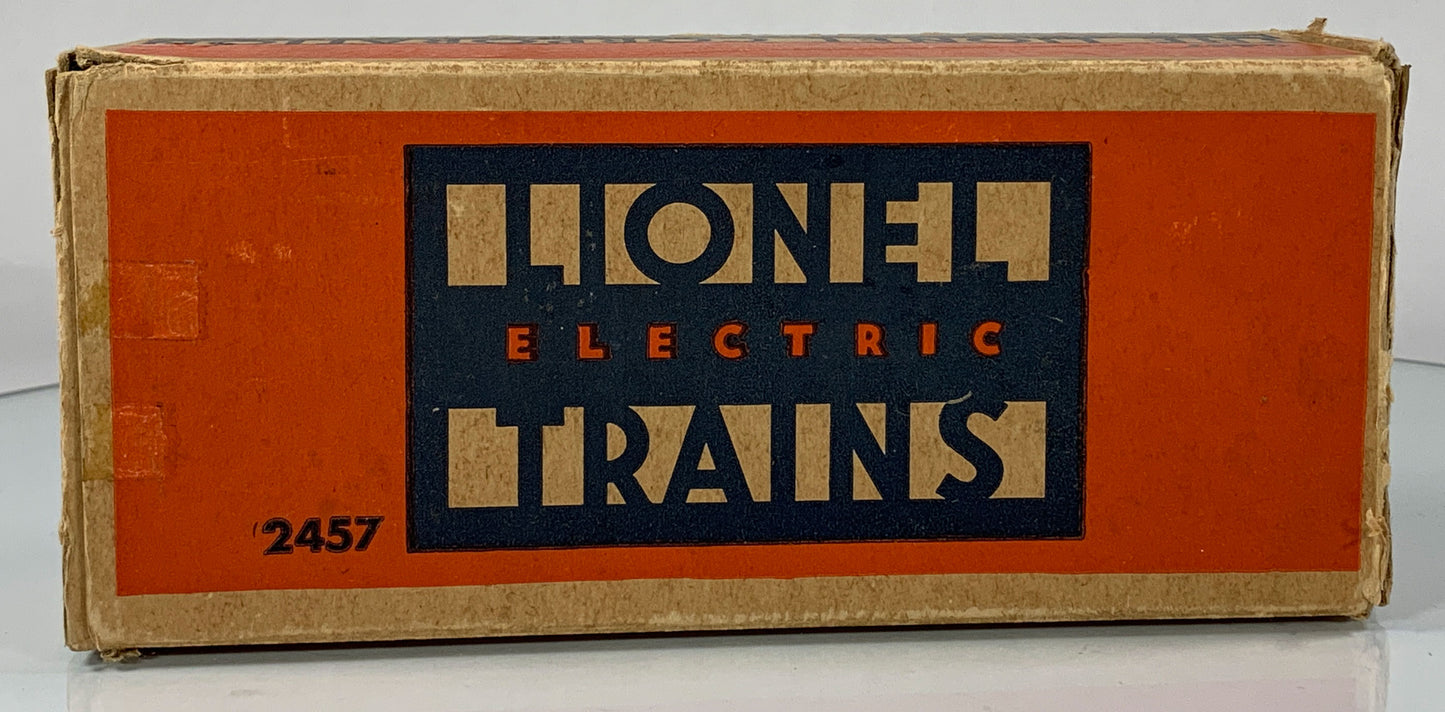 LIONEL
ELECTRIC
TRAINS
2457